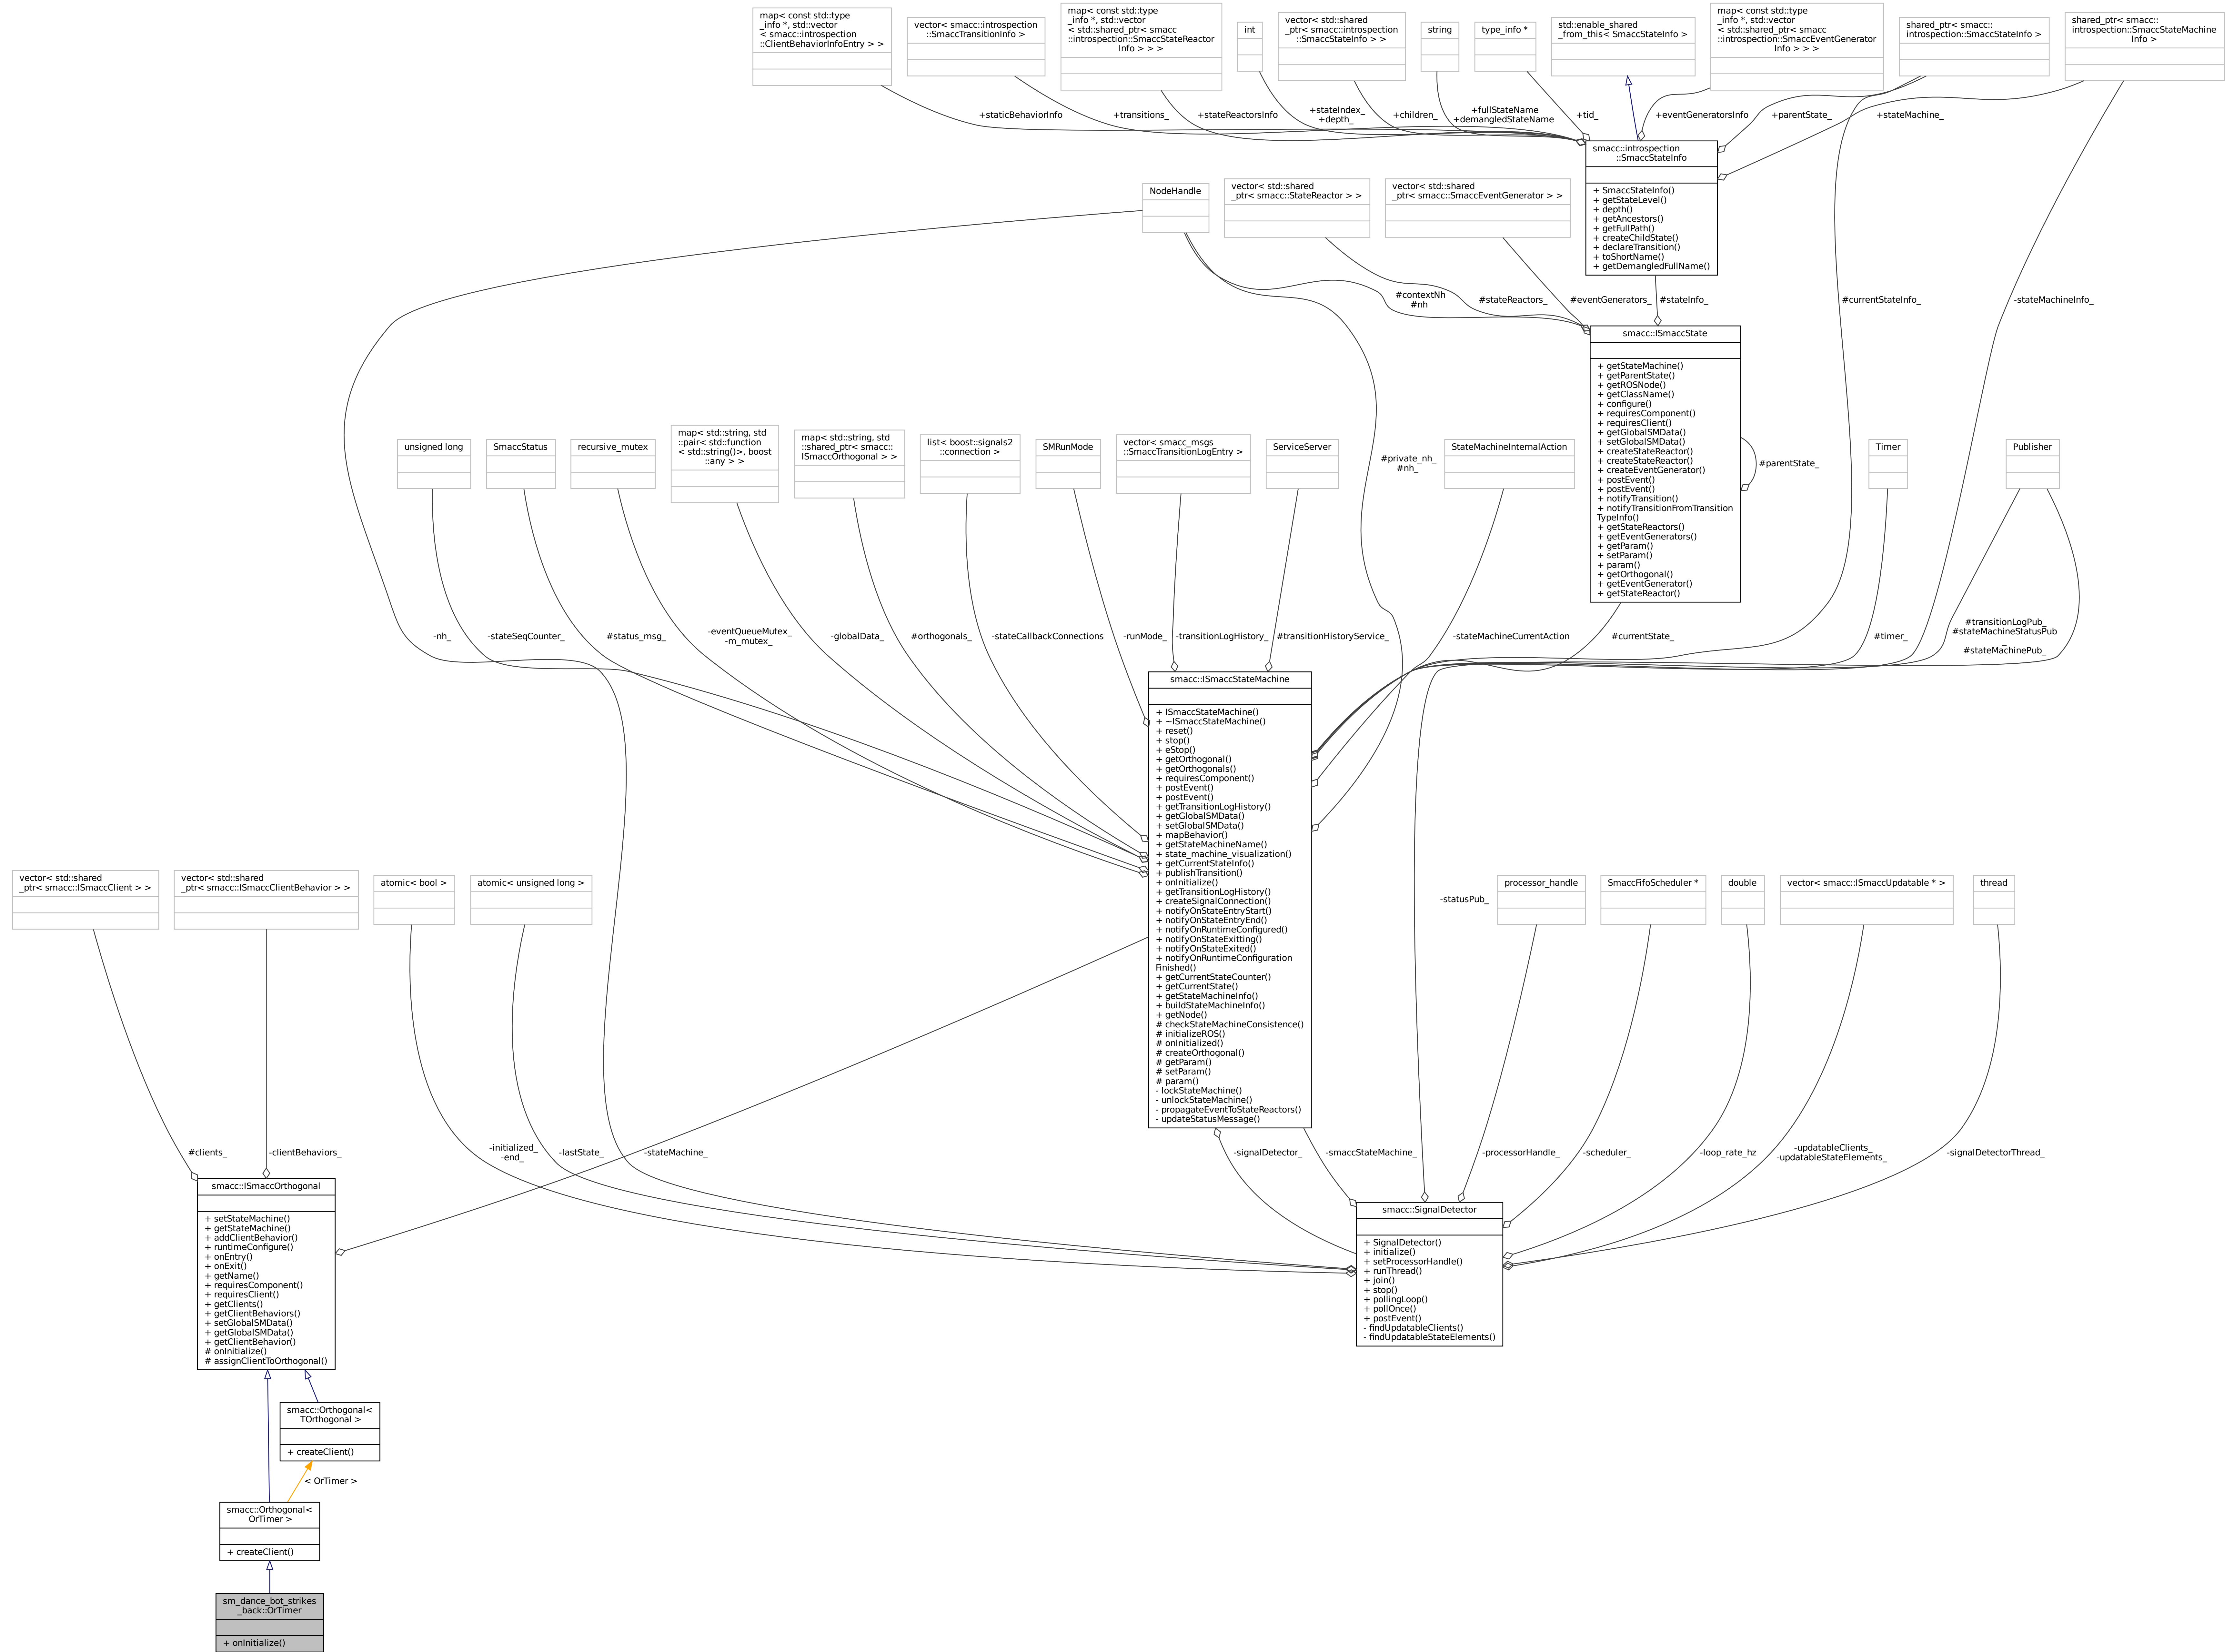 map< const std::type
_info *, std::vector
< smacc::introspection
::ClientBehaviorInfoEntry > >
vector< smacc::introspection
::SmaccTransitionInfo >
map< const std::type
_info *, std::vector
< std::shared_ptr< smacc
::introspection::SmaccStateReactor
Info > > >
int
vector< std::shared
_ptr< smacc::introspection
::SmaccStateInfo > >
string
type_info *
std::enable_shared
_from_this< SmaccStateInfo >
map< const std::type
_info *, std::vector
< std::shared_ptr< smacc
::introspection::SmaccEventGenerator
Info > > >
shared_ptr< smacc::
introspection::SmaccStateInfo >
shared_ptr< smacc::
introspection::SmaccStateMachine
Info >
+staticBehaviorInfo
+transitions_
+stateReactorsInfo
+stateIndex_
+depth_
+children_
+fullStateName
+demangledStateName
+tid_
+eventGeneratorsInfo
+parentState_
+stateMachine_
smacc::introspection
::SmaccStateInfo
+ SmaccStateInfo()
+ getStateLevel()
+ depth()
+ getAncestors()
+ getFullPath()
+ createChildState()
+ declareTransition()
+ toShortName()
+ getDemangledFullName()
NodeHandle
vector< std::shared
_ptr< smacc::StateReactor > >
vector< std::shared
_ptr< smacc::SmaccEventGenerator > >
#contextNh
#nh
#stateReactors_
#eventGenerators_
#stateInfo_
#currentStateInfo_
-stateMachineInfo_
smacc::ISmaccState
+ getStateMachine()
+ getParentState()
+ getROSNode()
+ getClassName()
+ configure()
+ requiresComponent()
+ requiresClient()
+ getGlobalSMData()
+ setGlobalSMData()
+ createStateReactor()
+ createStateReactor()
+ createEventGenerator()
+ postEvent()
+ postEvent()
+ notifyTransition()
+ notifyTransitionFromTransition
TypeInfo()
+ getStateReactors()
+ getEventGenerators()
+ getParam()
+ setParam()
+ param()
+ getOrthogonal()
+ getEventGenerator()
+ getStateReactor()
#parentState_
unsigned long
SmaccStatus
recursive_mutex
map< std::string, std
::pair< std::function
< std::string()>, boost
::any > >
map< std::string, std
::shared_ptr< smacc::
ISmaccOrthogonal > >
list< boost::signals2
::connection >
SMRunMode
vector< smacc_msgs
::SmaccTransitionLogEntry >
ServiceServer
#private_nh_
#nh_
StateMachineInternalAction
Timer
Publisher
-nh_
-stateSeqCounter_
#status_msg_
-eventQueueMutex_
-m_mutex_
-globalData_
#orthogonals_
-stateCallbackConnections
-runMode_
-transitionLogHistory_
#transitionHistoryService_
-stateMachineCurrentAction
#currentState_
#timer_
#transitionLogPub_
#stateMachineStatusPub
_
#stateMachinePub_
smacc::ISmaccStateMachine
+ ISmaccStateMachine()
+ ~ISmaccStateMachine()
+ reset()
+ stop()
+ eStop()
+ getOrthogonal()
+ getOrthogonals()
+ requiresComponent()
+ postEvent()
+ postEvent()
+ getTransitionLogHistory()
+ getGlobalSMData()
+ setGlobalSMData()
+ mapBehavior()
+ getStateMachineName()
+ state_machine_visualization()
+ getCurrentStateInfo()
+ publishTransition()
+ onInitialize()
+ getTransitionLogHistory()
+ createSignalConnection()
+ notifyOnStateEntryStart()
+ notifyOnStateEntryEnd()
+ notifyOnRuntimeConfigured()
+ notifyOnStateExitting()
+ notifyOnStateExited()
+ notifyOnRuntimeConfiguration
Finished()
+ getCurrentStateCounter()
+ getCurrentState()
+ getStateMachineInfo()
+ buildStateMachineInfo()
+ getNode()
# checkStateMachineConsistence()
# initializeROS()
# onInitialized()
# createOrthogonal()
# getParam()
# setParam()
# param()
- lockStateMachine()
- unlockStateMachine()
- propagateEventToStateReactors()
- updateStatusMessage()
vector< std::shared
_ptr< smacc::ISmaccClient > >
vector< std::shared
_ptr< smacc::ISmaccClientBehavior > >
atomic< bool >
atomic< unsigned long >
-statusPub_
processor_handle
SmaccFifoScheduler *
double
vector< smacc::ISmaccUpdatable * >
thread
#clients_
-clientBehaviors_
-initialized_
-end_
-lastState_
-stateMachine_
-signalDetector_
-smaccStateMachine_
-processorHandle_
-scheduler_
-loop_rate_hz
-updatableClients_
-updatableStateElements_
-signalDetectorThread_
smacc::ISmaccOrthogonal
+ setStateMachine()
+ getStateMachine()
+ addClientBehavior()
+ runtimeConfigure()
+ onEntry()
+ onExit()
+ getName()
+ requiresComponent()
+ requiresClient()
+ getClients()
+ getClientBehaviors()
+ setGlobalSMData()
+ getGlobalSMData()
+ getClientBehavior()
# onInitialize()
# assignClientToOrthogonal()
smacc::SignalDetector
+ SignalDetector()
+ initialize()
+ setProcessorHandle()
+ runThread()
+ join()
+ stop()
+ pollingLoop()
+ pollOnce()
+ postEvent()
- findUpdatableClients()
- findUpdatableStateElements()
smacc::Orthogonal<
TOrthogonal >
+ createClient()
< OrTimer >
smacc::Orthogonal<
OrTimer >
+ createClient()
sm_dance_bot_strikes
_back::OrTimer
+ onInitialize()